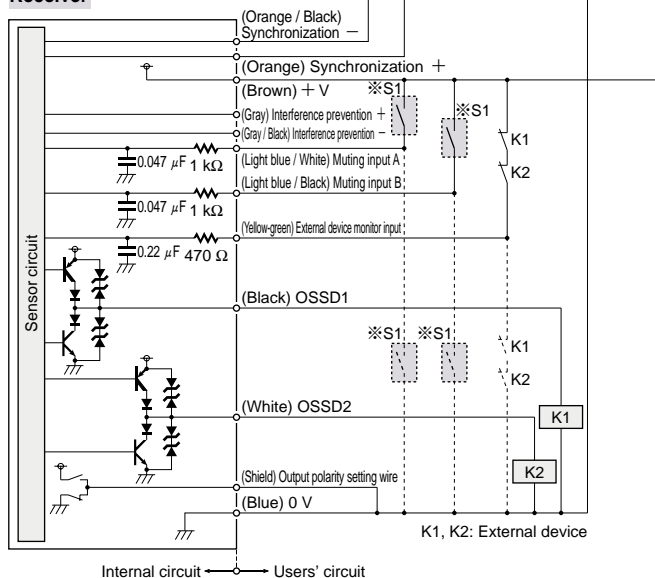 Receiver
(Orange / Black)
Synchronization −
(Orange) Synchronization +
(Brown) + V
※S1
※S1
(Gray) Interference prevention +
(Gray / Black) Interference prevention −
K1
0.047 μF 1 kΩ
(Light blue / White) Muting input A
K2
(Light blue / Black) Muting input B
0.047 μF 1 kΩ
(Yellow-green) External device monitor input
0.22 μF 470 Ω
Sensor circuit
(Black) OSSD1
※S1 ※S1
K1
K2
(White) OSSD2
K1
K2
(Shield) Output polarity setting wire
(Blue) 0 V
K1, K2: External device
Internal circuit
Users' circuit